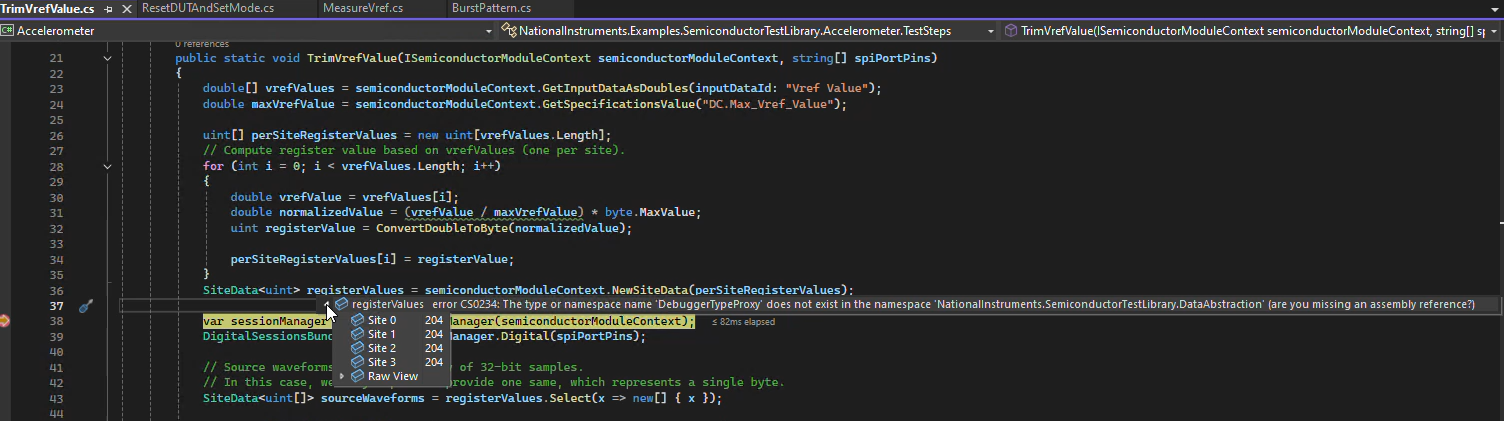 TrimVrefValue.cs ResetDUTAndSetMode.cs MeasureVref.cs BurstPattern.cs
C# Accelerometer NationalInstruments.Examples.SemiconductorTestLibrary.Accelerometer.TestSteps TrimVrefValue(ISemiconductorModuleContext semiconductorModuleContext, string[] sp
0 references
21 public static void TrimVrefValue(ISemiconductorModuleContext semiconductorModuleContext, string[] spiPortPins)
22 {
23 double[] vrefValues = semiconductorModuleContext.GetInputDataAsDoubles(inputDataId: "Vref Value");
24 double maxVrefValue = semiconductorModuleContext.GetSpecificationsValue("DC.Max_Vref_Value");
25
26 uint[] perSiteRegisterValues = new uint[vrefValues.Length];
27 // Compute register value based on vrefValues (one per site).
28 for (int i = 0; i < vrefValues.Length; i++)
29 {
30 double vrefValue = vrefValues[i];
31 double normalizedValue = (vrefValue / maxVrefValue) * byte.MaxValue;
32 uint registerValue = ConvertDoubleToByte(normalizedValue);
33
34 perSiteRegisterValues[i] = registerValue;
35 }
36 SiteData<uint> registerValues = semiconductorModuleContext.NewSiteData(perSiteRegisterValues);
37 registerValues error CS0234: The type or namespace name 'DebuggerTypeProxy' does not exist in the namespace 'NationalInstruments.SemiconductorTestLibrary.DataAbstraction' (are you missing an assembly reference?)
38 var sessionManager Manager(semiconductorModuleContext); ≤ 82ms elapsed
Site 0 204
Site 1 204
Site 2 204
Site 3 204
Raw View
39 DigitalSessionsBun Manager.Digital(spiPortPins);
40
41 // Source waveforms y of 32-bit samples.
42 // In this case, we provide one same, which represents a single byte.
43 SiteData<uint[]> sourceWaveforms = registerValues.Select(x => new[] { x });
44